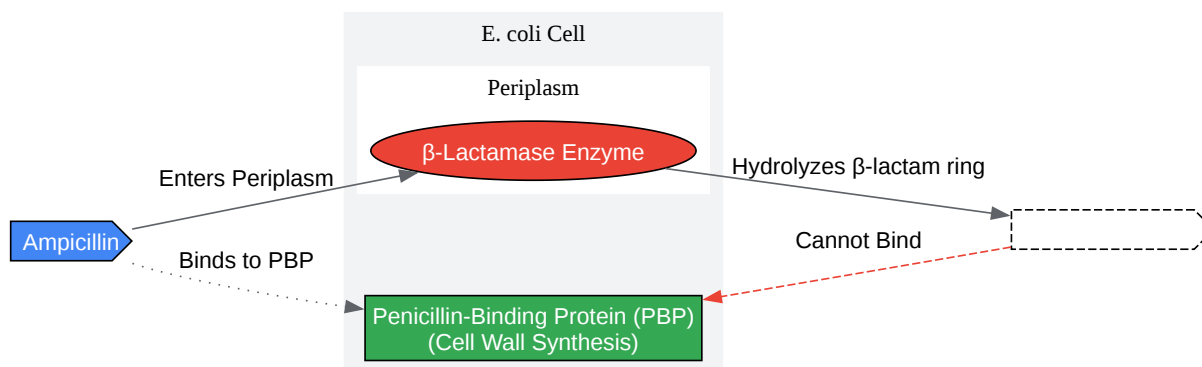 E. coli Cell
Periplasm
β-Lactamase Enzyme
Enters Periplasm
Hydrolyzes β-lactam ring
Ampicillin
Binds to PBP
Cannot Bind
Penicillin-Binding Protein (PBP)
(Cell Wall Synthesis)